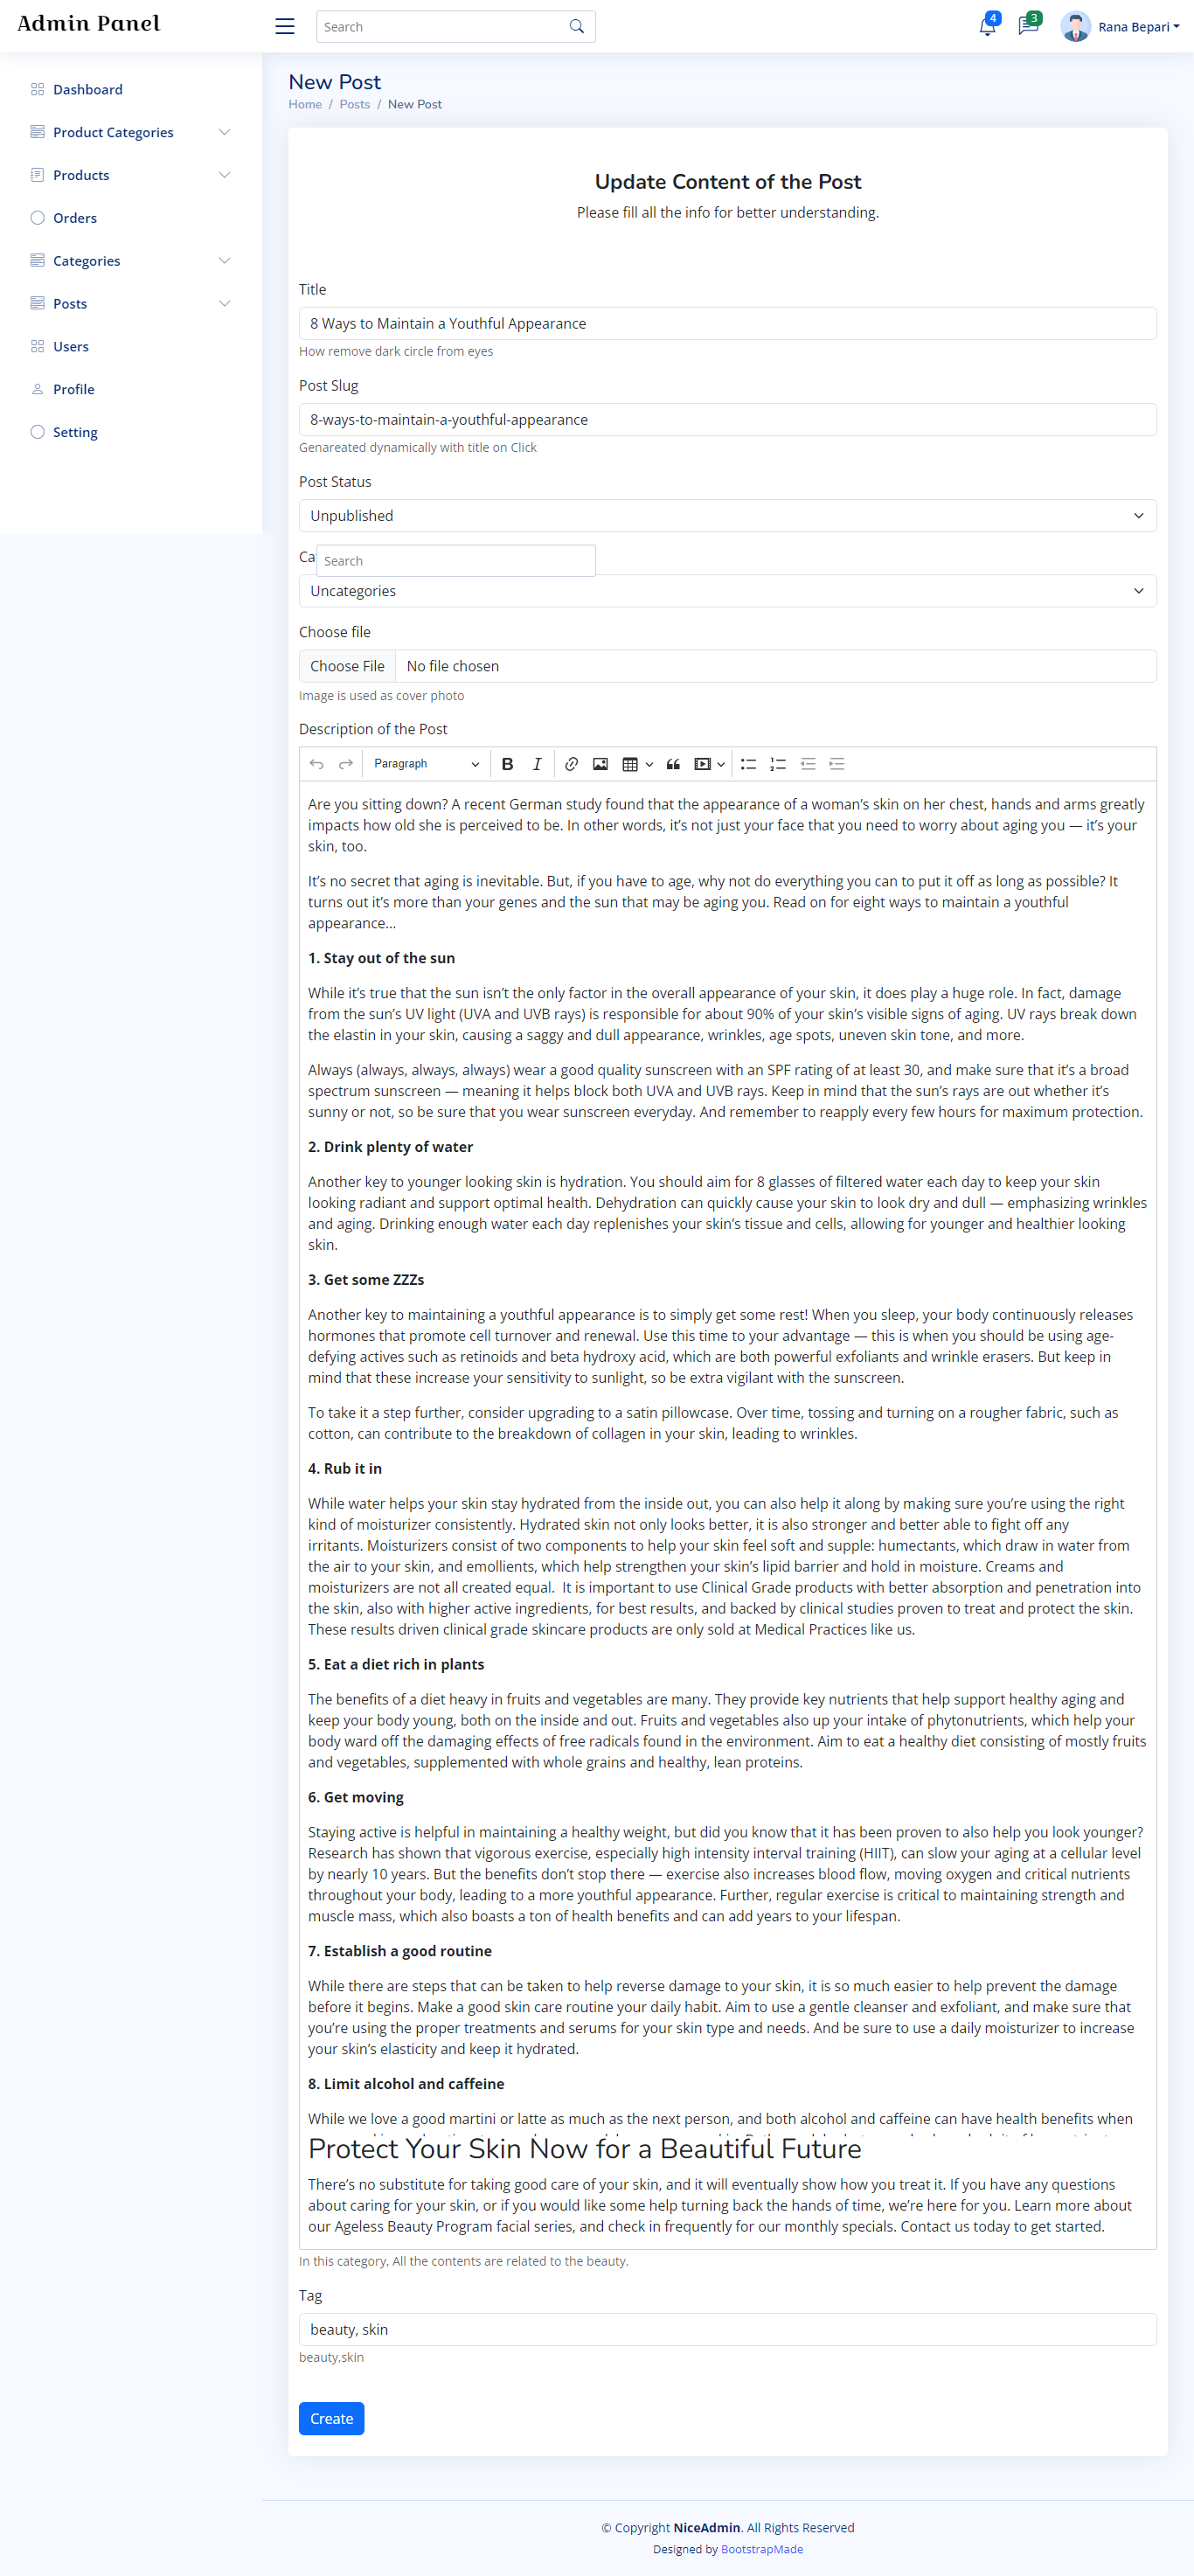 Admin Panel
Search
4
3
Rana Bepari
Dashboard
Product Categories
Products
Orders
Categories
Posts
Users
Profile
Setting
New Post
Home / Posts / New Post
Update Content of the Post
Please fill all the info for better understanding.
Title
8 Ways to Maintain a Youthful Appearance
How remove dark circle from eyes
Post Slug
8-ways-to-maintain-a-youthful-appearance
Genareated dynamically with title on Click
Post Status
Unpublished
Search
Uncategories
Choose file
Choose File No file chosen
Image is used as cover photo
Description of the Post
Paragraph B I
Are you sitting down? A recent German study found that the appearance of a woman’s skin on her chest, hands and arms greatly
impacts how old she is perceived to be. In other words, it’s not just your face that you need to worry about aging you — it’s your
skin, too.
It’s no secret that aging is inevitable. But, if you have to age, why not do everything you can to put it off as long as possible? It
turns out it’s more than your genes and the sun that may be aging you. Read on for eight ways to maintain a youthful
appearance…
1. Stay out of the sun
While it’s true that the sun isn’t the only factor in the overall appearance of your skin, it does play a huge role. In fact, damage
from the sun’s UV light (UVA and UVB rays) is responsible for about 90% of your skin’s visible signs of aging. UV rays break down
the elastin in your skin, causing a saggy and dull appearance, wrinkles, age spots, uneven skin tone, and more.
Always (always, always, always) wear a good quality sunscreen with an SPF rating of at least 30, and make sure that it’s a broad
spectrum sunscreen — meaning it helps block both UVA and UVB rays. Keep in mind that the sun’s rays are out whether it’s
sunny or not, so be sure that you wear sunscreen everyday. And remember to reapply every few hours for maximum protection.
2. Drink plenty of water
Another key to younger looking skin is hydration. You should aim for 8 glasses of filtered water each day to keep your skin
looking radiant and support optimal health. Dehydration can quickly cause your skin to look dry and dull — emphasizing wrinkles
and aging. Drinking enough water each day replenishes your skin’s tissue and cells, allowing for younger and healthier looking
skin.
3. Get some ZZZs
Another key to maintaining a youthful appearance is to simply get some rest! When you sleep, your body continuously releases
hormones that promote cell turnover and renewal. Use this time to your advantage — this is when you should be using age-
defying actives such as retinoids and beta hydroxy acid, which are both powerful exfoliants and wrinkle erasers. But keep in
mind that these increase your sensitivity to sunlight, so be extra vigilant with the sunscreen.
To take it a step further, consider upgrading to a satin pillowcase. Over time, tossing and turning on a rougher fabric, such as
cotton, can contribute to the breakdown of collagen in your skin, leading to wrinkles.
4. Rub it in
While water helps your skin stay hydrated from the inside out, you can also help it along by making sure you’re using the right
kind of moisturizer consistently. Hydrated skin not only looks better, it is also stronger and better able to fight off any
irritants. Moisturizers consist of two components to help your skin feel soft and supple: humectants, which draw in water from
the air to your skin, and emollients, which help strengthen your skin’s lipid barrier and hold in moisture. Creams and
moisturizers are not all created equal.  It is important to use Clinical Grade products with better absorption and penetration into
the skin, also with higher active ingredients, for best results, and backed by clinical studies proven to treat and protect the skin.
These results driven clinical grade skincare products are only sold at Medical Practices like us.
5. Eat a diet rich in plants
The benefits of a diet heavy in fruits and vegetables are many. They provide key nutrients that help support healthy aging and
keep your body young, both on the inside and out. Fruits and vegetables also up your intake of phytonutrients, which help your
body ward off the damaging effects of free radicals found in the environment. Aim to eat a healthy diet consisting of mostly fruits
and vegetables, supplemented with whole grains and healthy, lean proteins.
6. Get moving
Staying active is helpful in maintaining a healthy weight, but did you know that it has been proven to also help you look younger?
Research has shown that vigorous exercise, especially high intensity interval training (HIIT), can slow your aging at a cellular level
by nearly 10 years. But the benefits don’t stop there — exercise also increases blood flow, moving oxygen and critical nutrients
throughout your body, leading to a more youthful appearance. Further, regular exercise is critical to maintaining strength and
muscle mass, which also boasts a ton of health benefits and can add years to your lifespan.
7. Establish a good routine
While there are steps that can be taken to help reverse damage to your skin, it is so much easier to help prevent the damage
before it begins. Make a good skin care routine your daily habit. Aim to use a gentle cleanser and exfoliant, and make sure that
you’re using the proper treatments and serums for your skin type and needs. And be sure to use a daily moisturizer to increase
your skin’s elasticity and keep it hydrated.
8. Limit alcohol and caffeine
While we love a good martini or latte as much as the next person, and both alcohol and caffeine can have health benefits when
Protect Your Skin Now for a Beautiful Future
There’s no substitute for taking good care of your skin, and it will eventually show how you treat it. If you have any questions
about caring for your skin, or if you would like some help turning back the hands of time, we’re here for you. Learn more about
our Ageless Beauty Program facial series, and check in frequently for our monthly specials. Contact us today to get started.
In this category, All the contents are related to the beauty.
Tag
beauty, skin
beauty,skin
Create
© Copyright NiceAdmin. All Rights Reserved
Designed by BootstrapMade